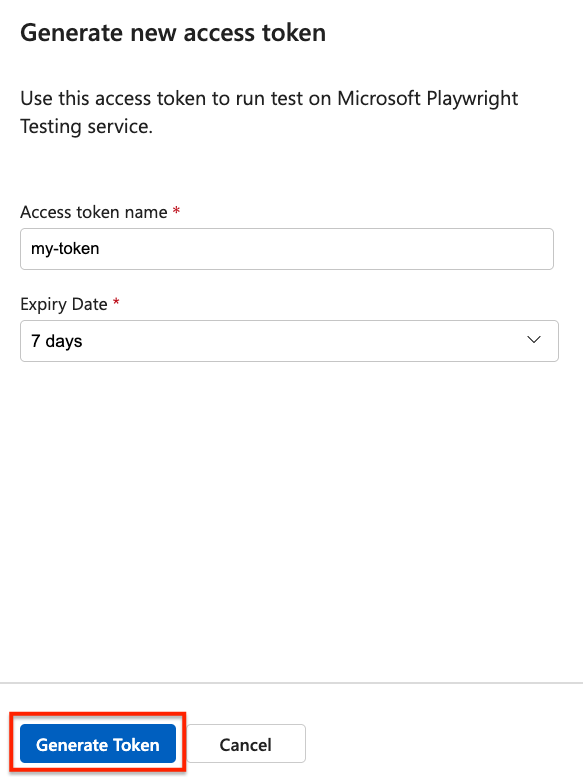 Generate new access token
Use this access token to run test on Microsoft Playwright
Testing service.
Access token name *
my-token
Expiry Date *
7 days
Generate Token
Cancel